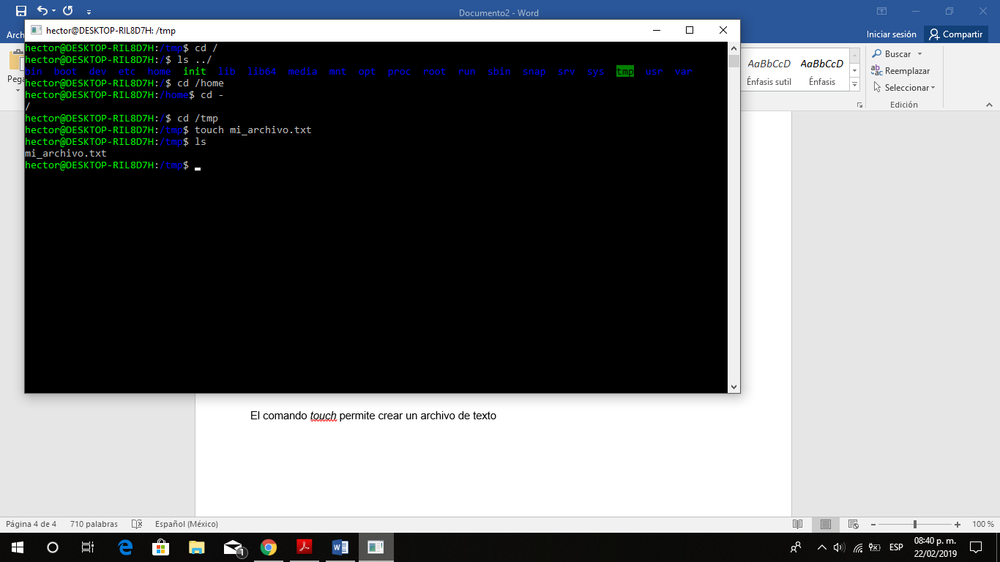 Documento2 - Word
Arch
Iniciar sesión
Compartir
hector@DESKTOP-RIL8D7H: /tmp
Pega
AaBbCcD AaBbCcD
Énfasis sutil Énfasis
Buscar
Reemplazar
Seleccionar
Edición
hector@DESKTOP-RIL8D7H:/tmp$ cd /
hector@DESKTOP-RIL8D7H:/$ ls ../
bin boot dev etc home init lib lib64 media mnt opt proc root run sbin snap srv sys tmp usr var
hector@DESKTOP-RIL8D7H:/$ cd /home
hector@DESKTOP-RIL8D7H:/home$ cd -
/
hector@DESKTOP-RIL8D7H:/$ cd /tmp
hector@DESKTOP-RIL8D7H:/tmp$ touch mi_archivo.txt
hector@DESKTOP-RIL8D7H:/tmp$ ls
mi_archivo.txt
hector@DESKTOP-RIL8D7H:/tmp$
El comando touch permite crear un archivo de texto
Página 4 de 4 710 palabras Español (México) 100 %
1
ESP
08:40 p. m.
22/02/2019